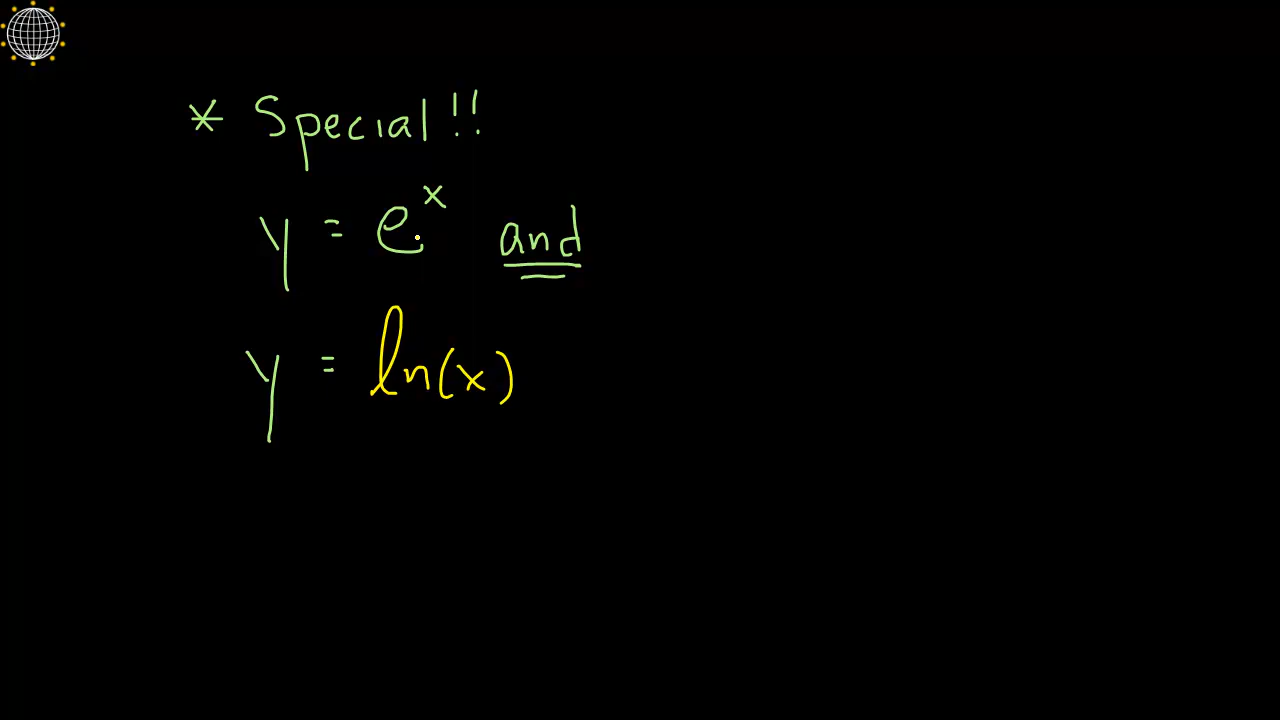 * Special!!
y = e^x and
y = ln(x)